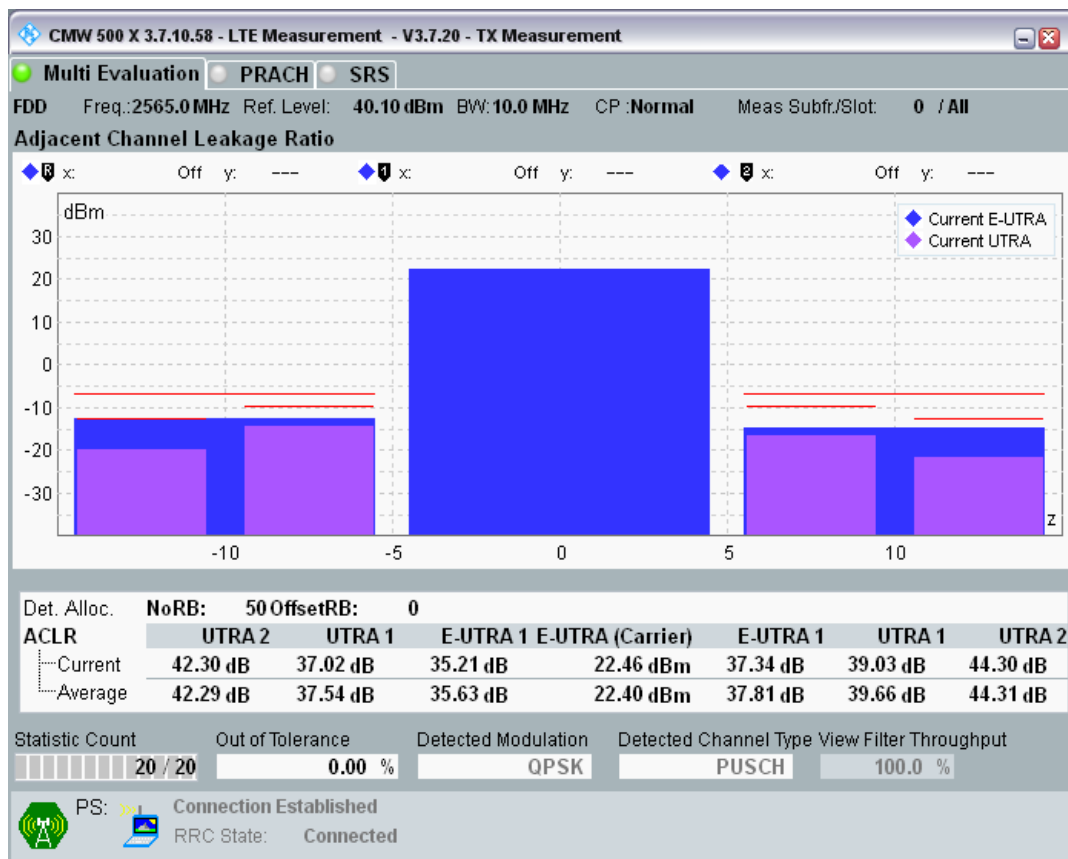 CMW 500 X 3.7.10.58 - LTE Measurement - V3.7.20 - TX Measurement
Multi Evaluation PRACH SRS
FDD Freq.:2565.0 MHz Ref. Level: 40.10 dBm BW:10.0 MHz CP :Normal Meas Subfr./Slot: 0 / All
Adjacent Channel Leakage Ratio
R x: Off y: --- 1 x: Off y: --- 2 x: Off y: ---
dBm
Current E-UTRA
Current UTRA
30
20
10
0
-10
-20
-30
z
-10 -5 0 5 10
Det. Alloc. NoRB: 50 OffsetRB: 0
ACLR UTRA 2 UTRA 1 E-UTRA 1 E-UTRA (Carrier) E-UTRA 1 UTRA 1 UTRA 2
Current 42.30 dB 37.02 dB 35.21 dB 22.46 dBm 37.34 dB 39.03 dB 44.30 dB
Average 42.29 dB 37.54 dB 35.63 dB 22.40 dBm 37.81 dB 39.66 dB 44.31 dB
Statistic Count Out of Tolerance Detected Modulation Detected Channel Type View Filter Throughput
20 / 20 0.00 % QPSK PUSCH 100.0 %
PS: Connection Established
RRC State: Connected